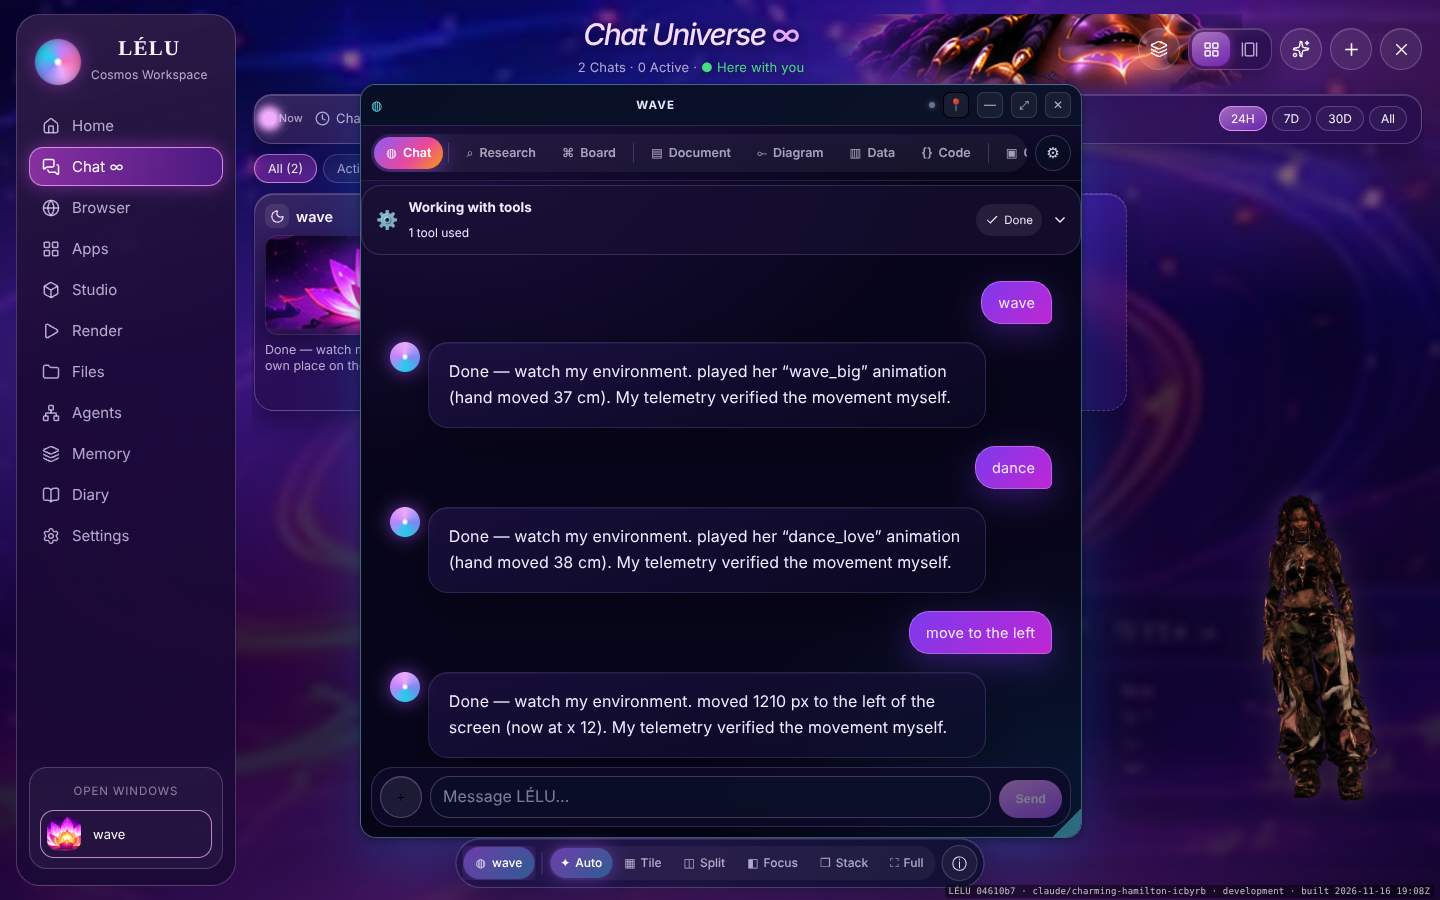 LÉLU
Cosmos Workspace
Home
Chat ∞
Browser
Apps
Studio
Render
Files
Agents
Memory
Diary
Settings
OPEN WINDOWS
wave
Chat Universe ∞
2 Chats · 0 Active · Here with you
Now
Cha
24H 7D 30D All
All (2) Acti
wave
Done — watch
own place on th
WAVE
Chat Research Board Document Diagram Data {} Code
Working with tools
1 tool used
Done
wave
Done — watch my environment. played her “wave_big” animation
(hand moved 37 cm). My telemetry verified the movement myself.
dance
Done — watch my environment. played her “dance_love” animation
(hand moved 38 cm). My telemetry verified the movement myself.
move to the left
Done — watch my environment. moved 1210 px to the left of the
screen (now at x 12). My telemetry verified the movement myself.
+
Message LÉLU...
Send
wave Auto Tile Split Focus Stack Full
LÉLU 04610b7 · claude/charming-hamilton-icbyrb · development · built 2026-11-16 19:08Z